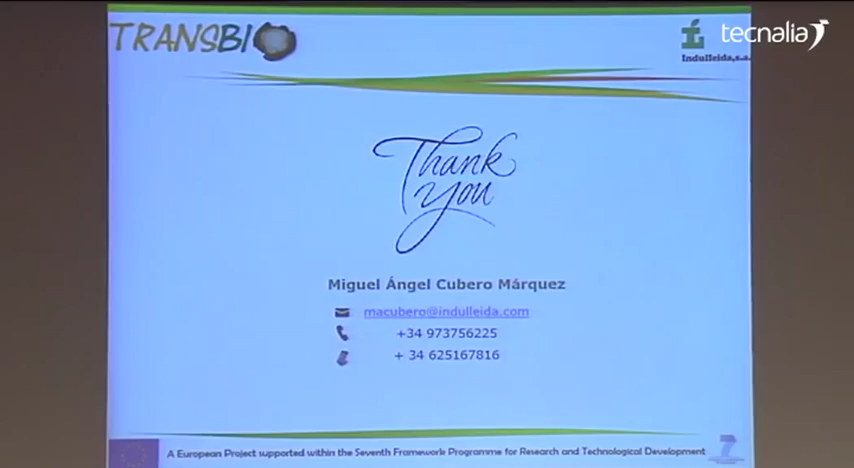 TRANSBIO
Indulleida,s.a.
tecnalia
Thank
you
Miguel Ángel Cubero Márquez
macubero@indulleida.com
+34 973756225
+ 34 625167816
A European Project supported within the Seventh Framework Programme for Research and Technological Development